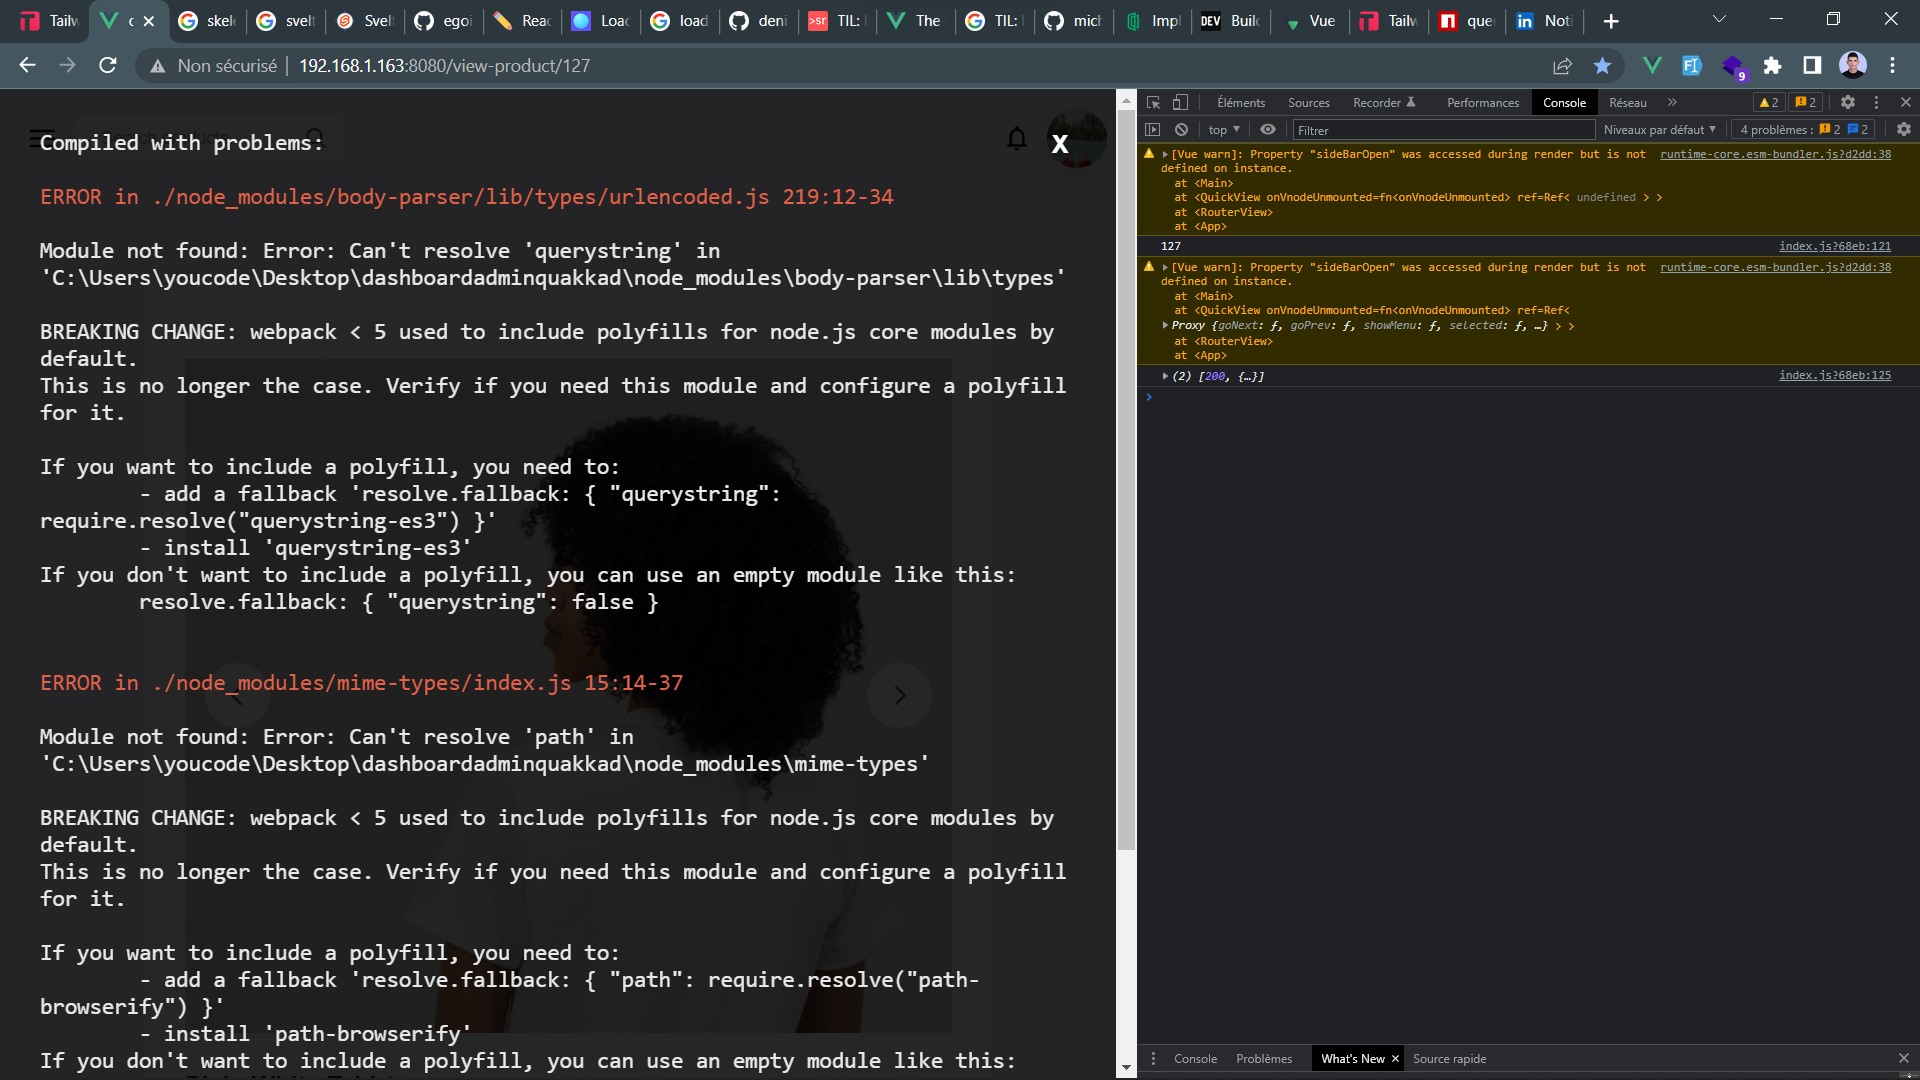 Tailw
c
skele
svelt
Svelt
egoi
Reac
Load
load
deni
TIL:
The
TIL:
mich
Impl
DEV Build
Vue
Tailw
que
Noti
Non sécurisé 192.168.1.163:8080/view-product/127
9
Compiled with problems:
X
ERROR in ./node_modules/body-parser/lib/types/urlencoded.js 219:12-34
Module not found: Error: Can't resolve 'querystring' in
'C:\Users\youcode\Desktop\dashboardadminquakkad\node_modules\body-parser\lib\types'
BREAKING CHANGE: webpack < 5 used to include polyfills for node.js core modules by
default.
This is no longer the case. Verify if you need this module and configure a polyfill
for it.
If you want to include a polyfill, you need to:
- add a fallback 'resolve.fallback: { "querystring":
require.resolve("querystring-es3") }'
- install 'querystring-es3'
If you don't want to include a polyfill, you can use an empty module like this:
resolve.fallback: { "querystring": false }
ERROR in ./node_modules/mime-types/index.js 15:14-37
Module not found: Error: Can't resolve 'path' in
'C:\Users\youcode\Desktop\dashboardadminquakkad\node_modules\mime-types'
BREAKING CHANGE: webpack < 5 used to include polyfills for node.js core modules by
default.
This is no longer the case. Verify if you need this module and configure a polyfill
for it.
If you want to include a polyfill, you need to:
- add a fallback 'resolve.fallback: { "path": require.resolve("path-
browserify") }'
- install 'path-browserify'
If you don't want to include a polyfill, you can use an empty module like this:
Éléments Sources Recorder Performances Console Réseau » 2 2
top Filtrer Niveaux par défaut 4 problèmes : 2 2
[Vue warn]: Property "sideBarOpen" was accessed during render but is not runtime-core.esm-bundler.js?d2dd:38
defined on instance.
at <Main>
at <QuickView onVnodeUnmounted=fn<onVnodeUnmounted> ref=Ref< undefined > >
at <RouterView>
at <App>
127 index.js?68eb:121
[Vue warn]: Property "sideBarOpen" was accessed during render but is not runtime-core.esm-bundler.js?d2dd:38
defined on instance.
at <Main>
at <QuickView onVnodeUnmounted=fn<onVnodeUnmounted> ref=Ref<
Proxy {goNext: ƒ, goPrev: ƒ, showMenu: ƒ, selected: ƒ, …} > >
at <RouterView>
at <App>
(2) [200, {…}] index.js?68eb:125
Console Problèmes What's New Source rapide